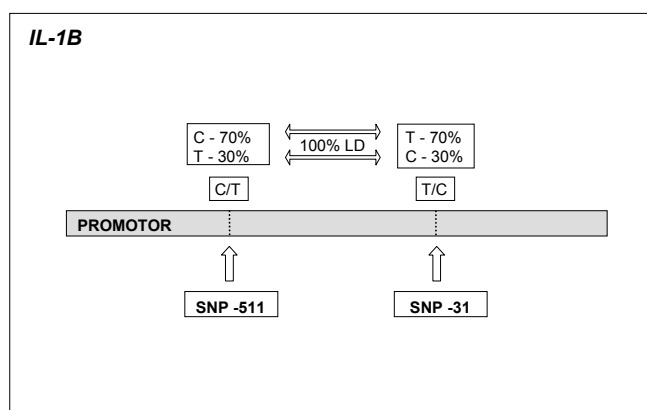 IL-1B
C - 70%
T - 30%
100% LD
T - 70%
C - 30%
C/T
T/C
PROMOTOR
SNP -511
SNP -31